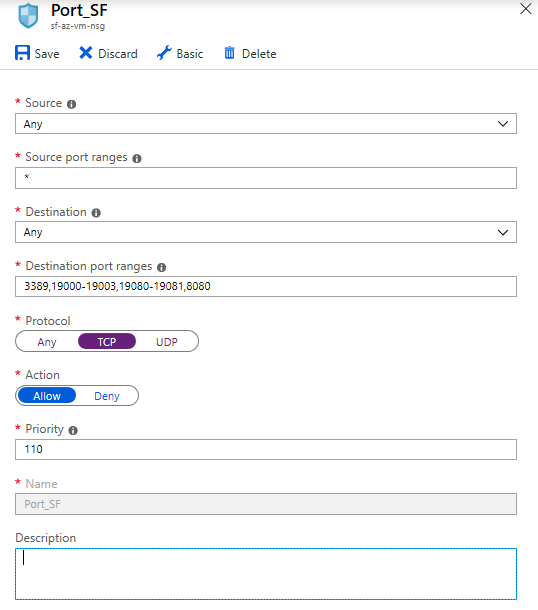 Port_SF
sf-az-vm-nsg
Save Discard Basic Delete
* Source
Any
* Source port ranges
*
* Destination
Any
* Destination port ranges
3389,19000-19003,19080-19081,8080
* Protocol
Any TCP UDP
* Action
Allow Deny
* Priority
110
* Name
Port_SF
Description